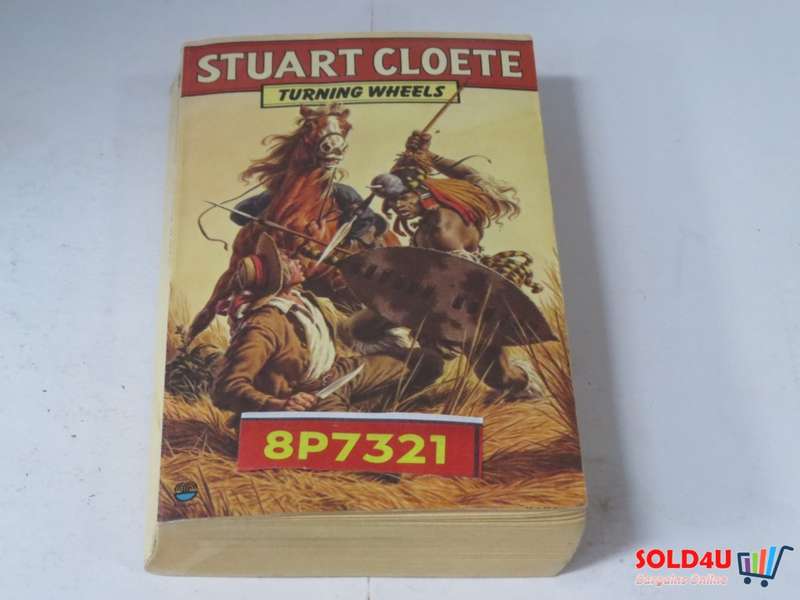 STUART CLOETE
TURNING WHEELS
8P7321
SOLD4U
Bargains Online